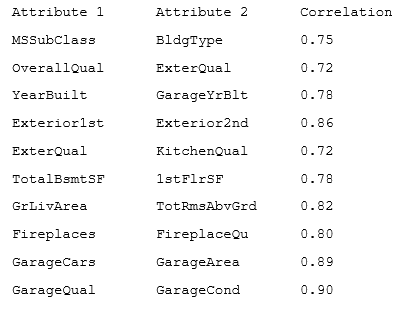 Attribute 1 Attribute 2 Correlation
MSSubClass BldgType 0.75
OverallQual ExterQual 0.72
YearBuilt GarageYrBlt 0.78
Exterior1st Exterior2nd 0.86
ExterQual KitchenQual 0.72
TotalBsmtSF 1stFlrSF 0.78
GrLivArea TotRmsAbvGrd 0.82
Fireplaces FireplaceQu 0.80
GarageCars GarageArea 0.89
GarageQual GarageCond 0.90